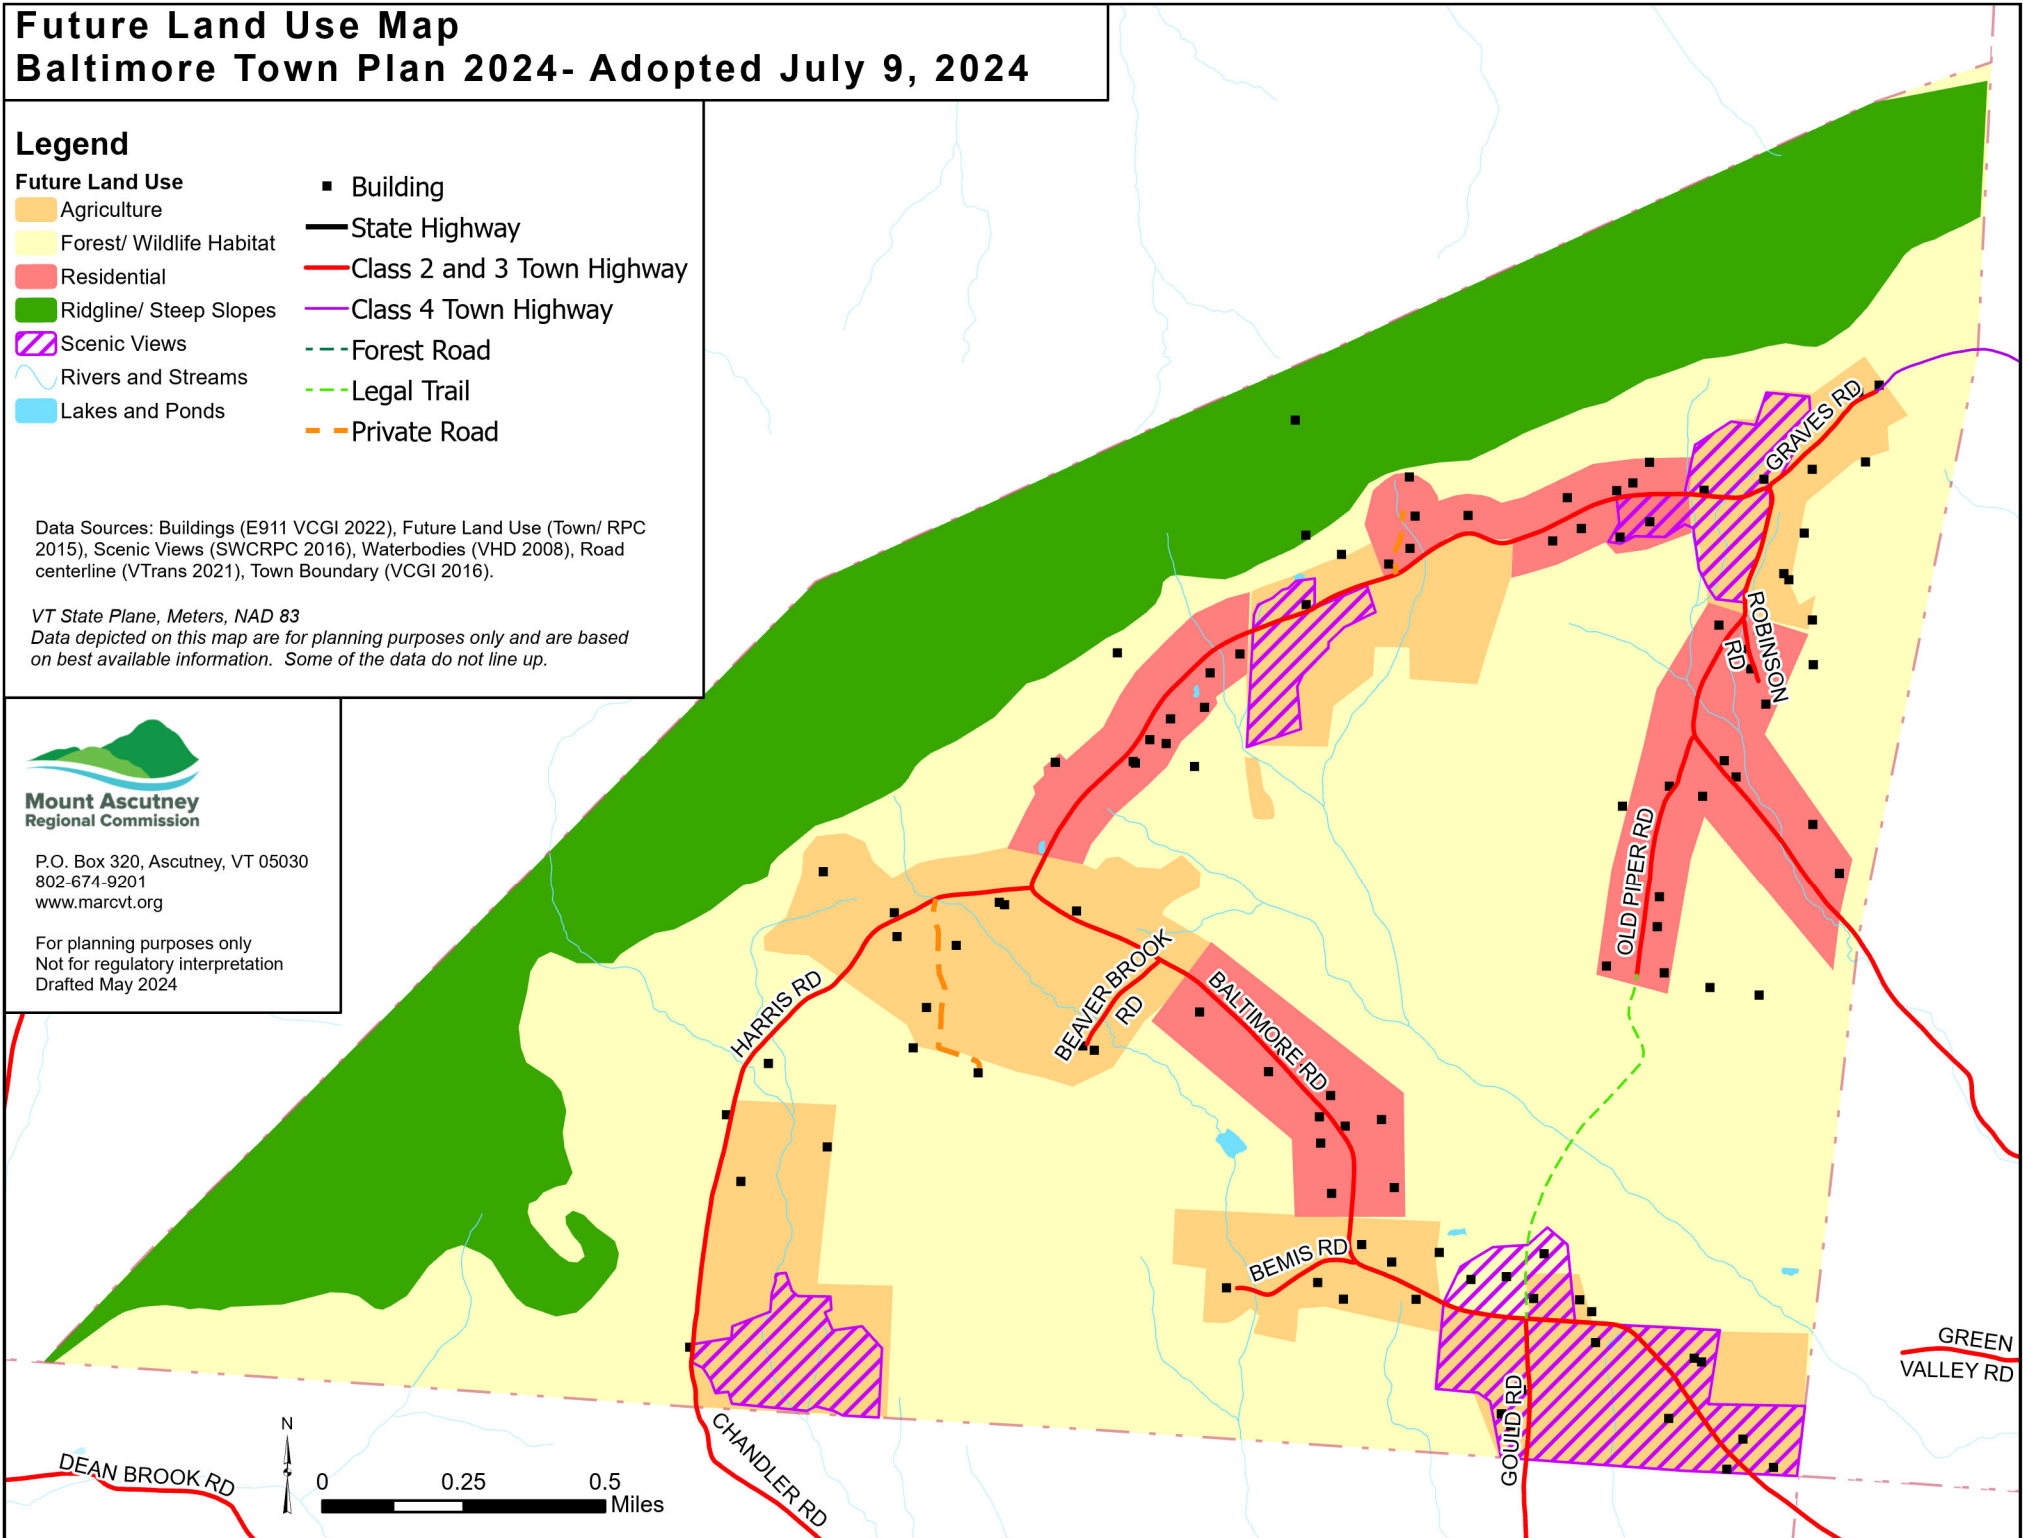 Future Land Use Map
Baltimore Town Plan 2024- Adopted July 9, 2024
Legend
Future Land Use
Agriculture
Forest/ Wildlife Habitat
Residential
Ridgline/ Steep Slopes
Scenic Views
Rivers and Streams
Lakes and Ponds
Building
State Highway
Class 2 and 3 Town Highway
Class 4 Town Highway
Forest Road
Legal Trail
Private Road
Data Sources: Buildings (E911 VCGI 2022), Future Land Use (Town/ RPC
2015), Scenic Views (SWCRPC 2016), Waterbodies (VHD 2008), Road
centerline (VTrans 2021), Town Boundary (VCGI 2016).
VT State Plane, Meters, NAD 83
Data depicted on this map are for planning purposes only and are based
on best available information.  Some of the data do not line up.
Mount Ascutney
Regional Commission
P.O. Box 320, Ascutney, VT 05030
802-674-9201
www.marcvt.org
For planning purposes only
Not for regulatory interpretation
Drafted May 2024
GRAVES RD
ROBINSON
RD
OLD PIPER RD
HARRIS RD
BEAVER BROOK
RD
BALTIMORE RD
BEMIS RD
GOULD RD
GREEN
VALLEY RD
CHANDLER RD
DEAN BROOK RD
N
0
0.25
0.5
Miles